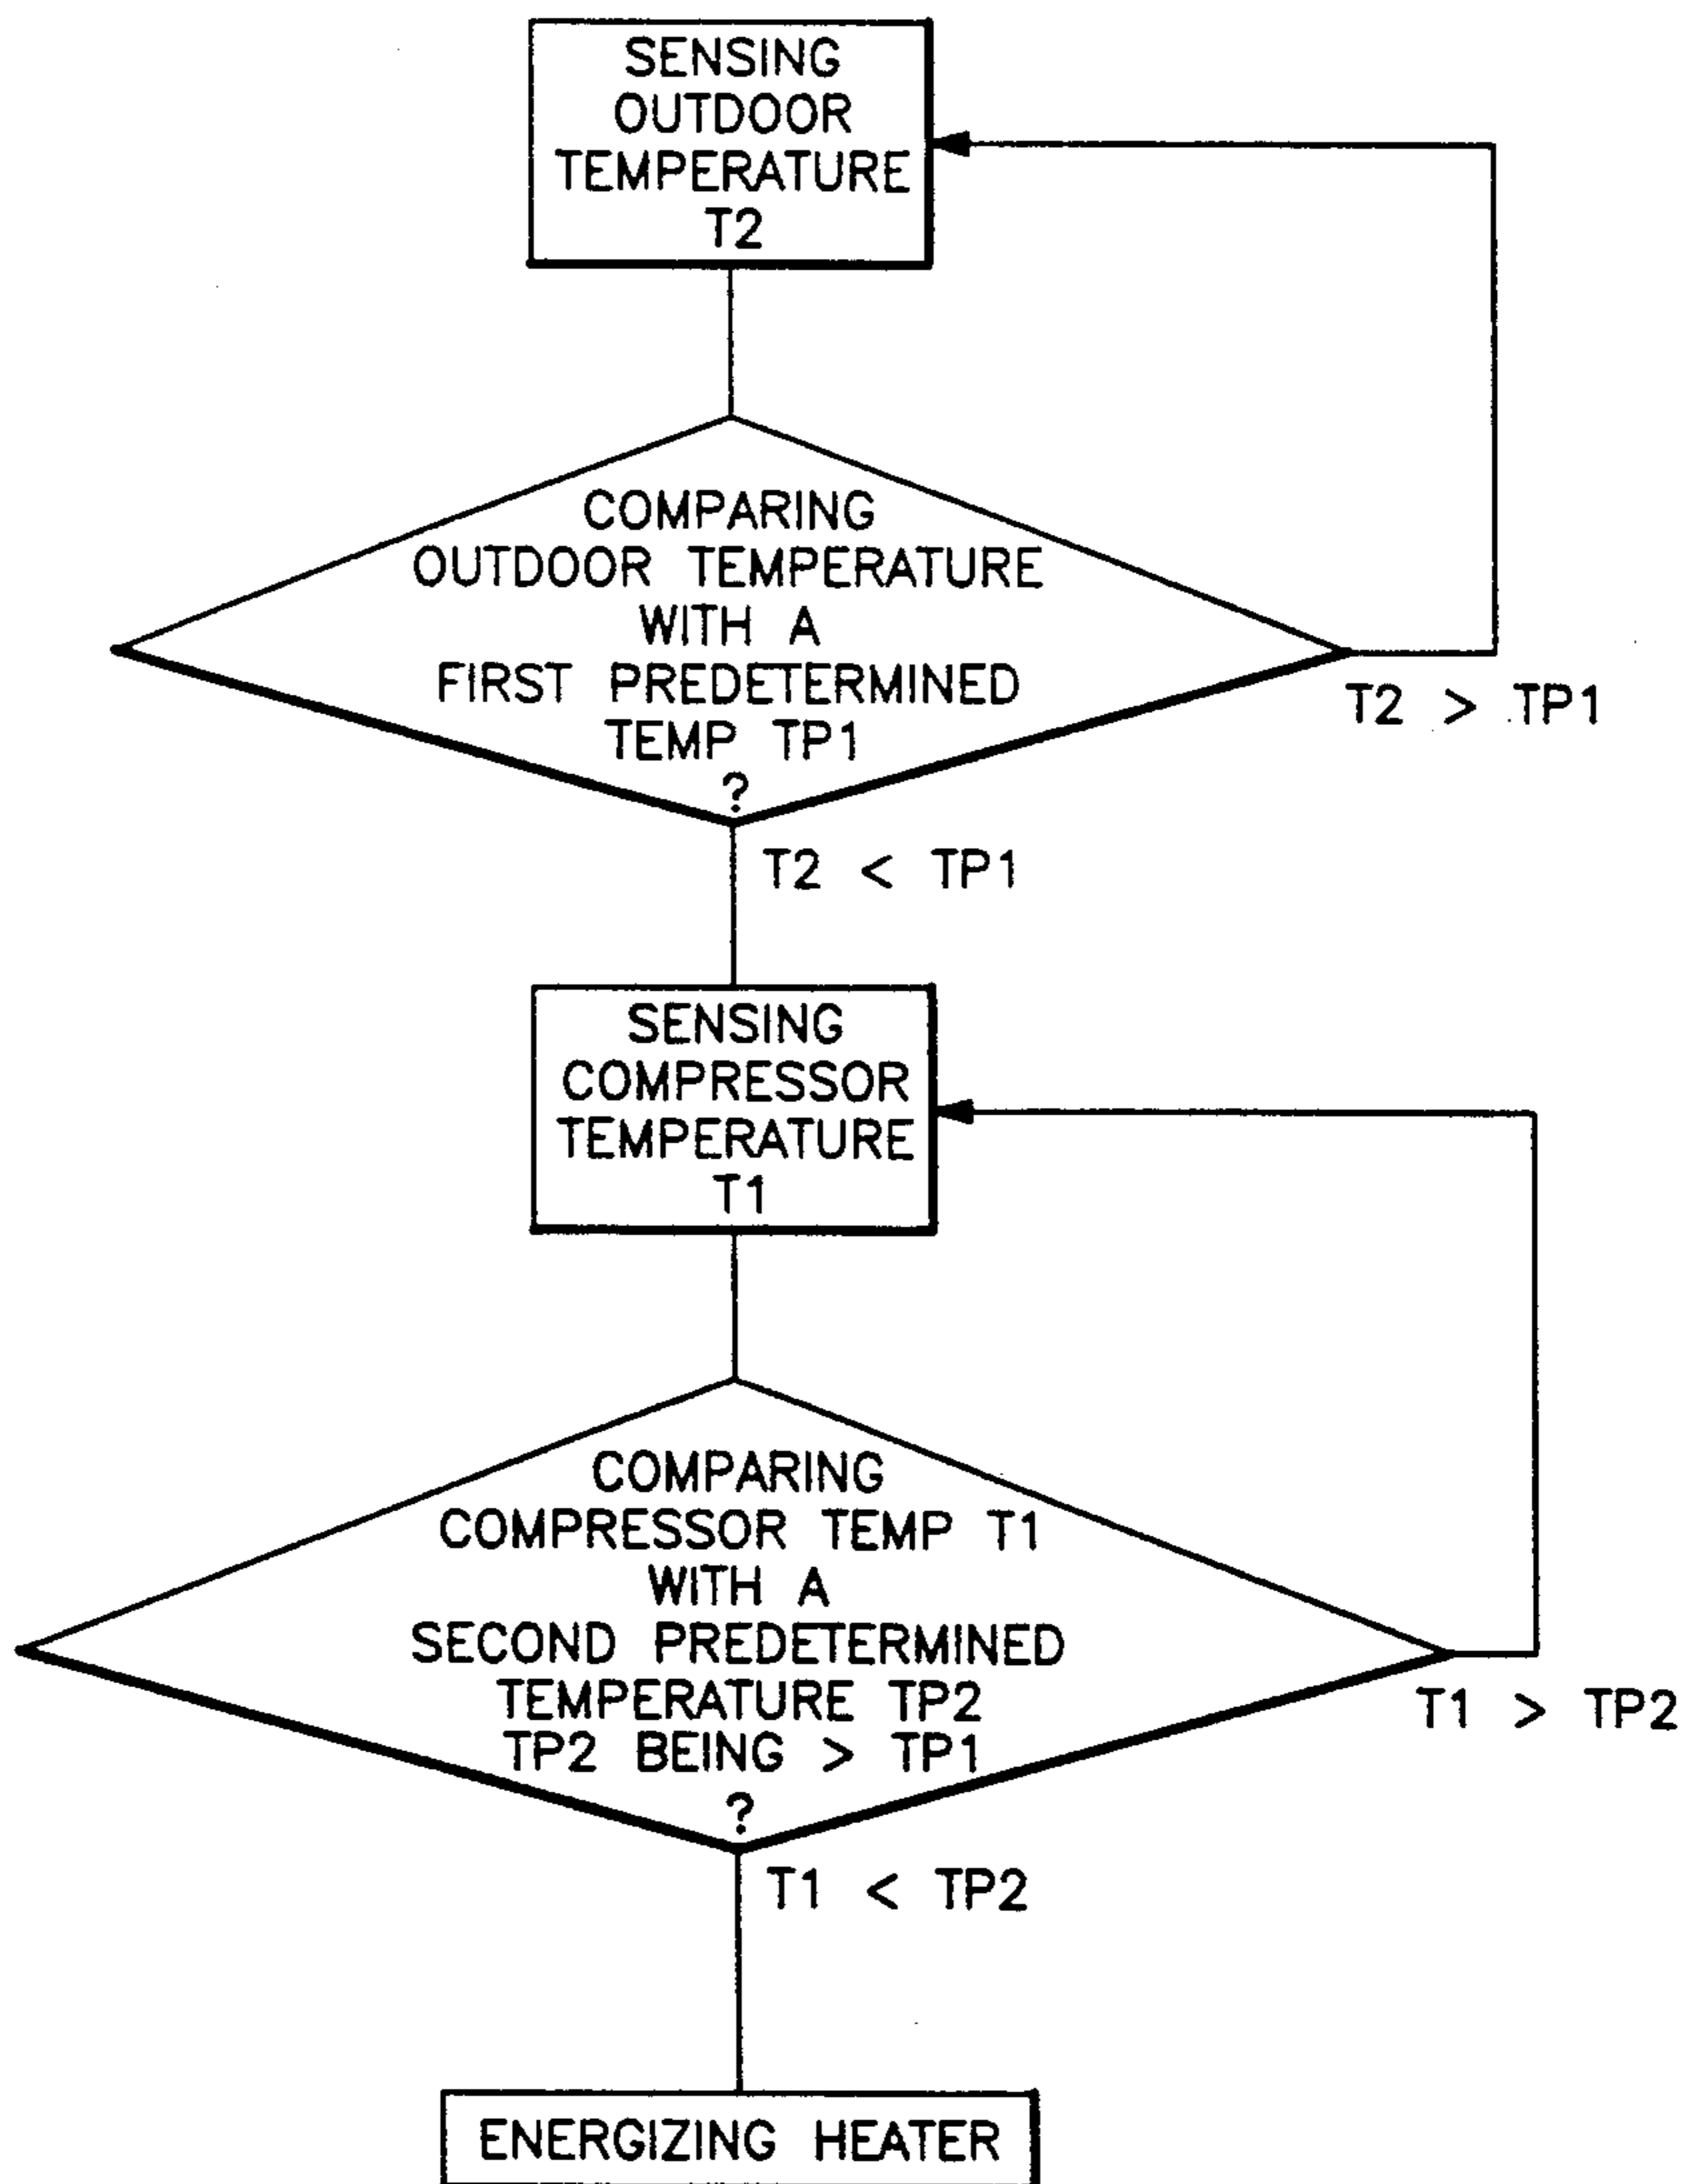 SENSING
OUTDOOR
TEMPERATURE
T2
COMPARING
OUTDOOR TEMPERATURE
WITH A
FIRST PREDETERMINED
TEMP TP1
?
T2 > TP1
T2 < TP1
SENSING
COMPRESSOR
TEMPERATURE
T1
COMPARING
COMPRESSOR TEMP T1
WITH A
SECOND PREDETERMINED
TEMPERATURE TP2
TP2 BEING > TP1
?
T1 > TP2
T1 < TP2
ENERGIZING HEATER